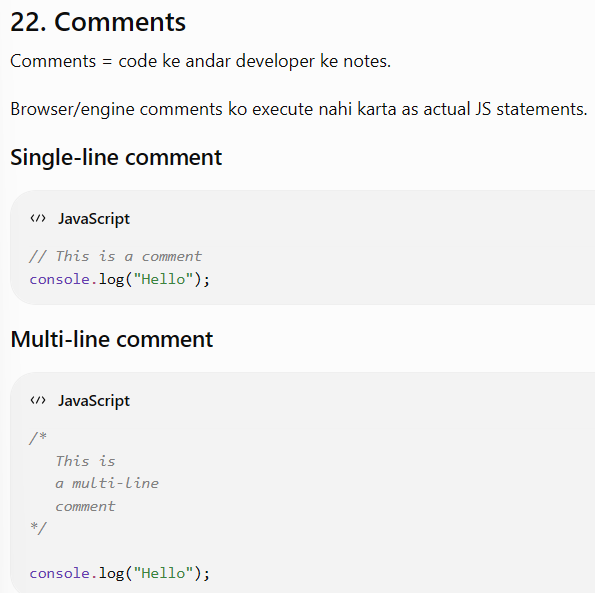 22. Comments
Comments = code ke andar developer ke notes.
Browser/engine comments ko execute nahi karta as actual JS statements.
Single-line comment
</> JavaScript
// This is a comment
console.log("Hello");
Multi-line comment
</> JavaScript
/*
   This is
   a multi-line
   comment
*/
console.log("Hello");